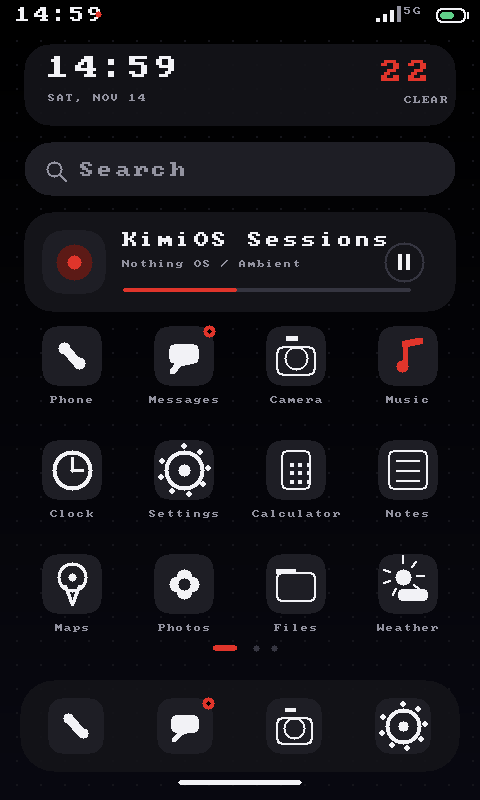 14:59
5G
14:59
22
SAT, NOV 14
CLEAR
Search
KimiOS Sessions
Nothing OS / Ambient
Phone
Messages
Camera
Music
Clock
Settings
Calculator
Notes
Maps
Photos
Files
Weather